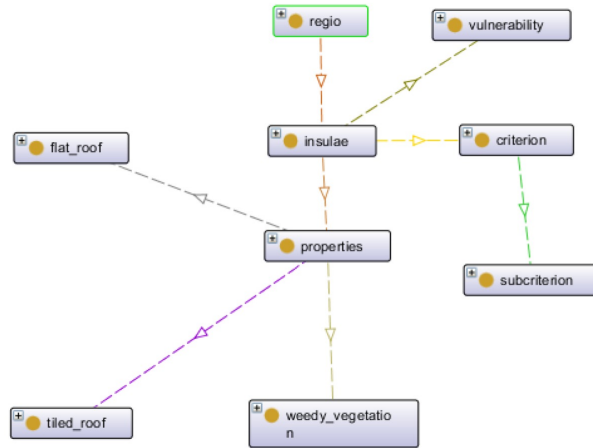 regio
vulnerability
insulae
criterion
flat_roof
properties
subcriterion
tiled_roof
weedy_vegetatio
n